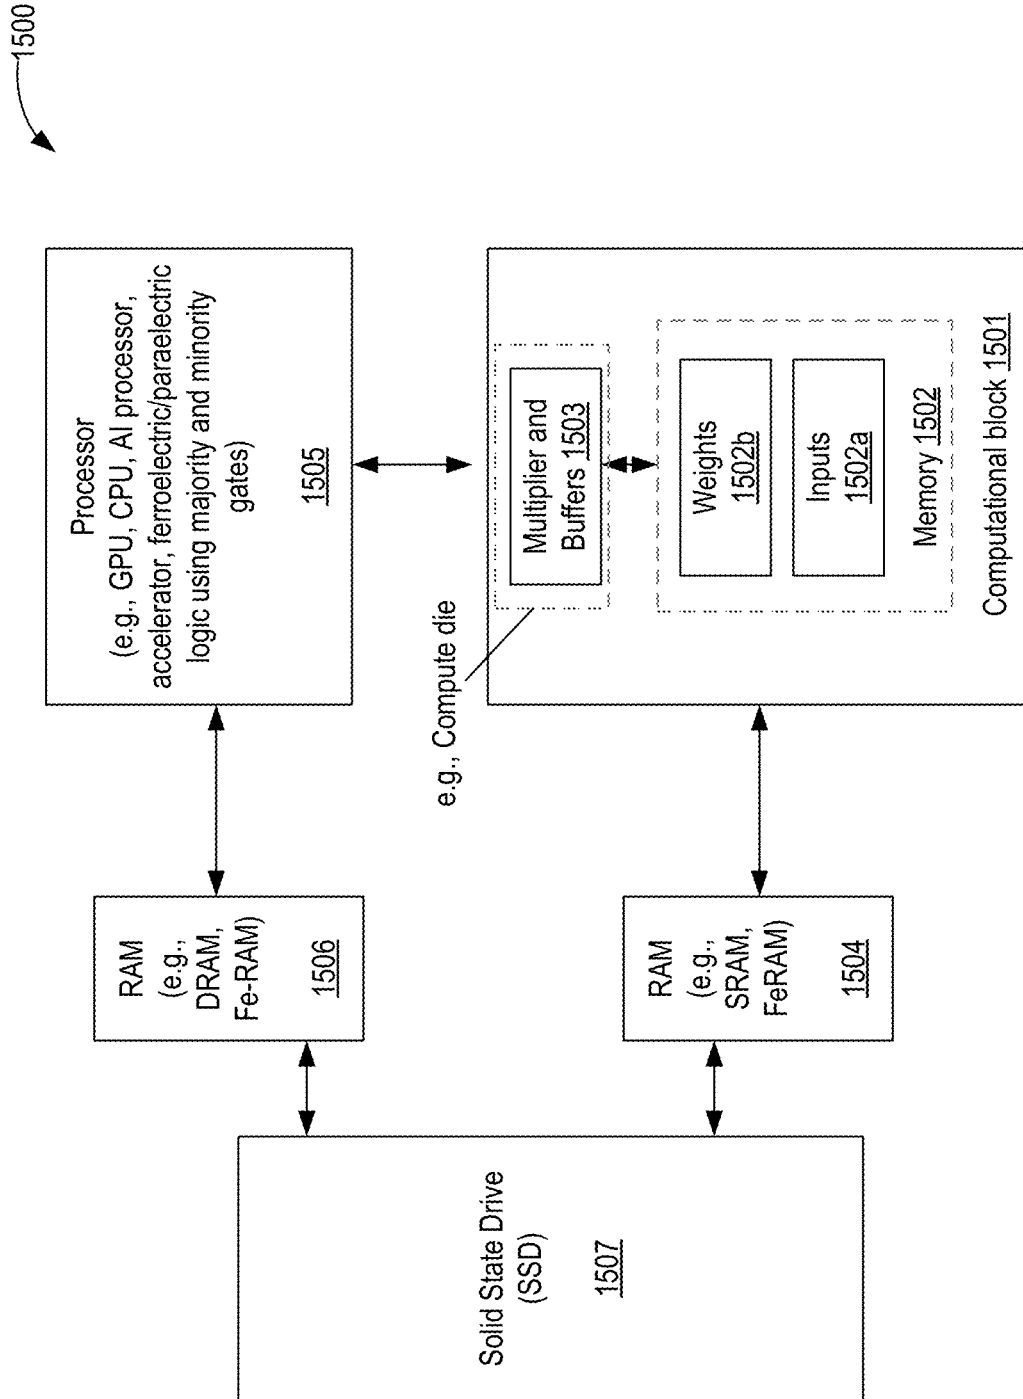 1500
Processor
(e.g., GPU, CPU, AI processor,
accelerator, ferroelectric/paraelectric
logic using majority and minority
gates)
1505
RAM
(e.g.,
DRAM,
Fe-RAM)
1506
e.g., Compute die
Multiplier and
Buffers 1503
Weights
1502b
Inputs
1502a
Memory 1502
Computational block 1501
RAM
(e.g.,
SRAM,
FeRAM)
1504
Solid State Drive
(SSD)
1507